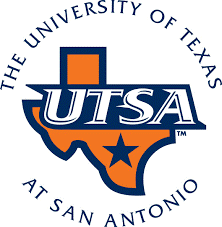 THE UNIVERSITY OF TEXAS
UTSA
TM
AT SAN ANTONIO